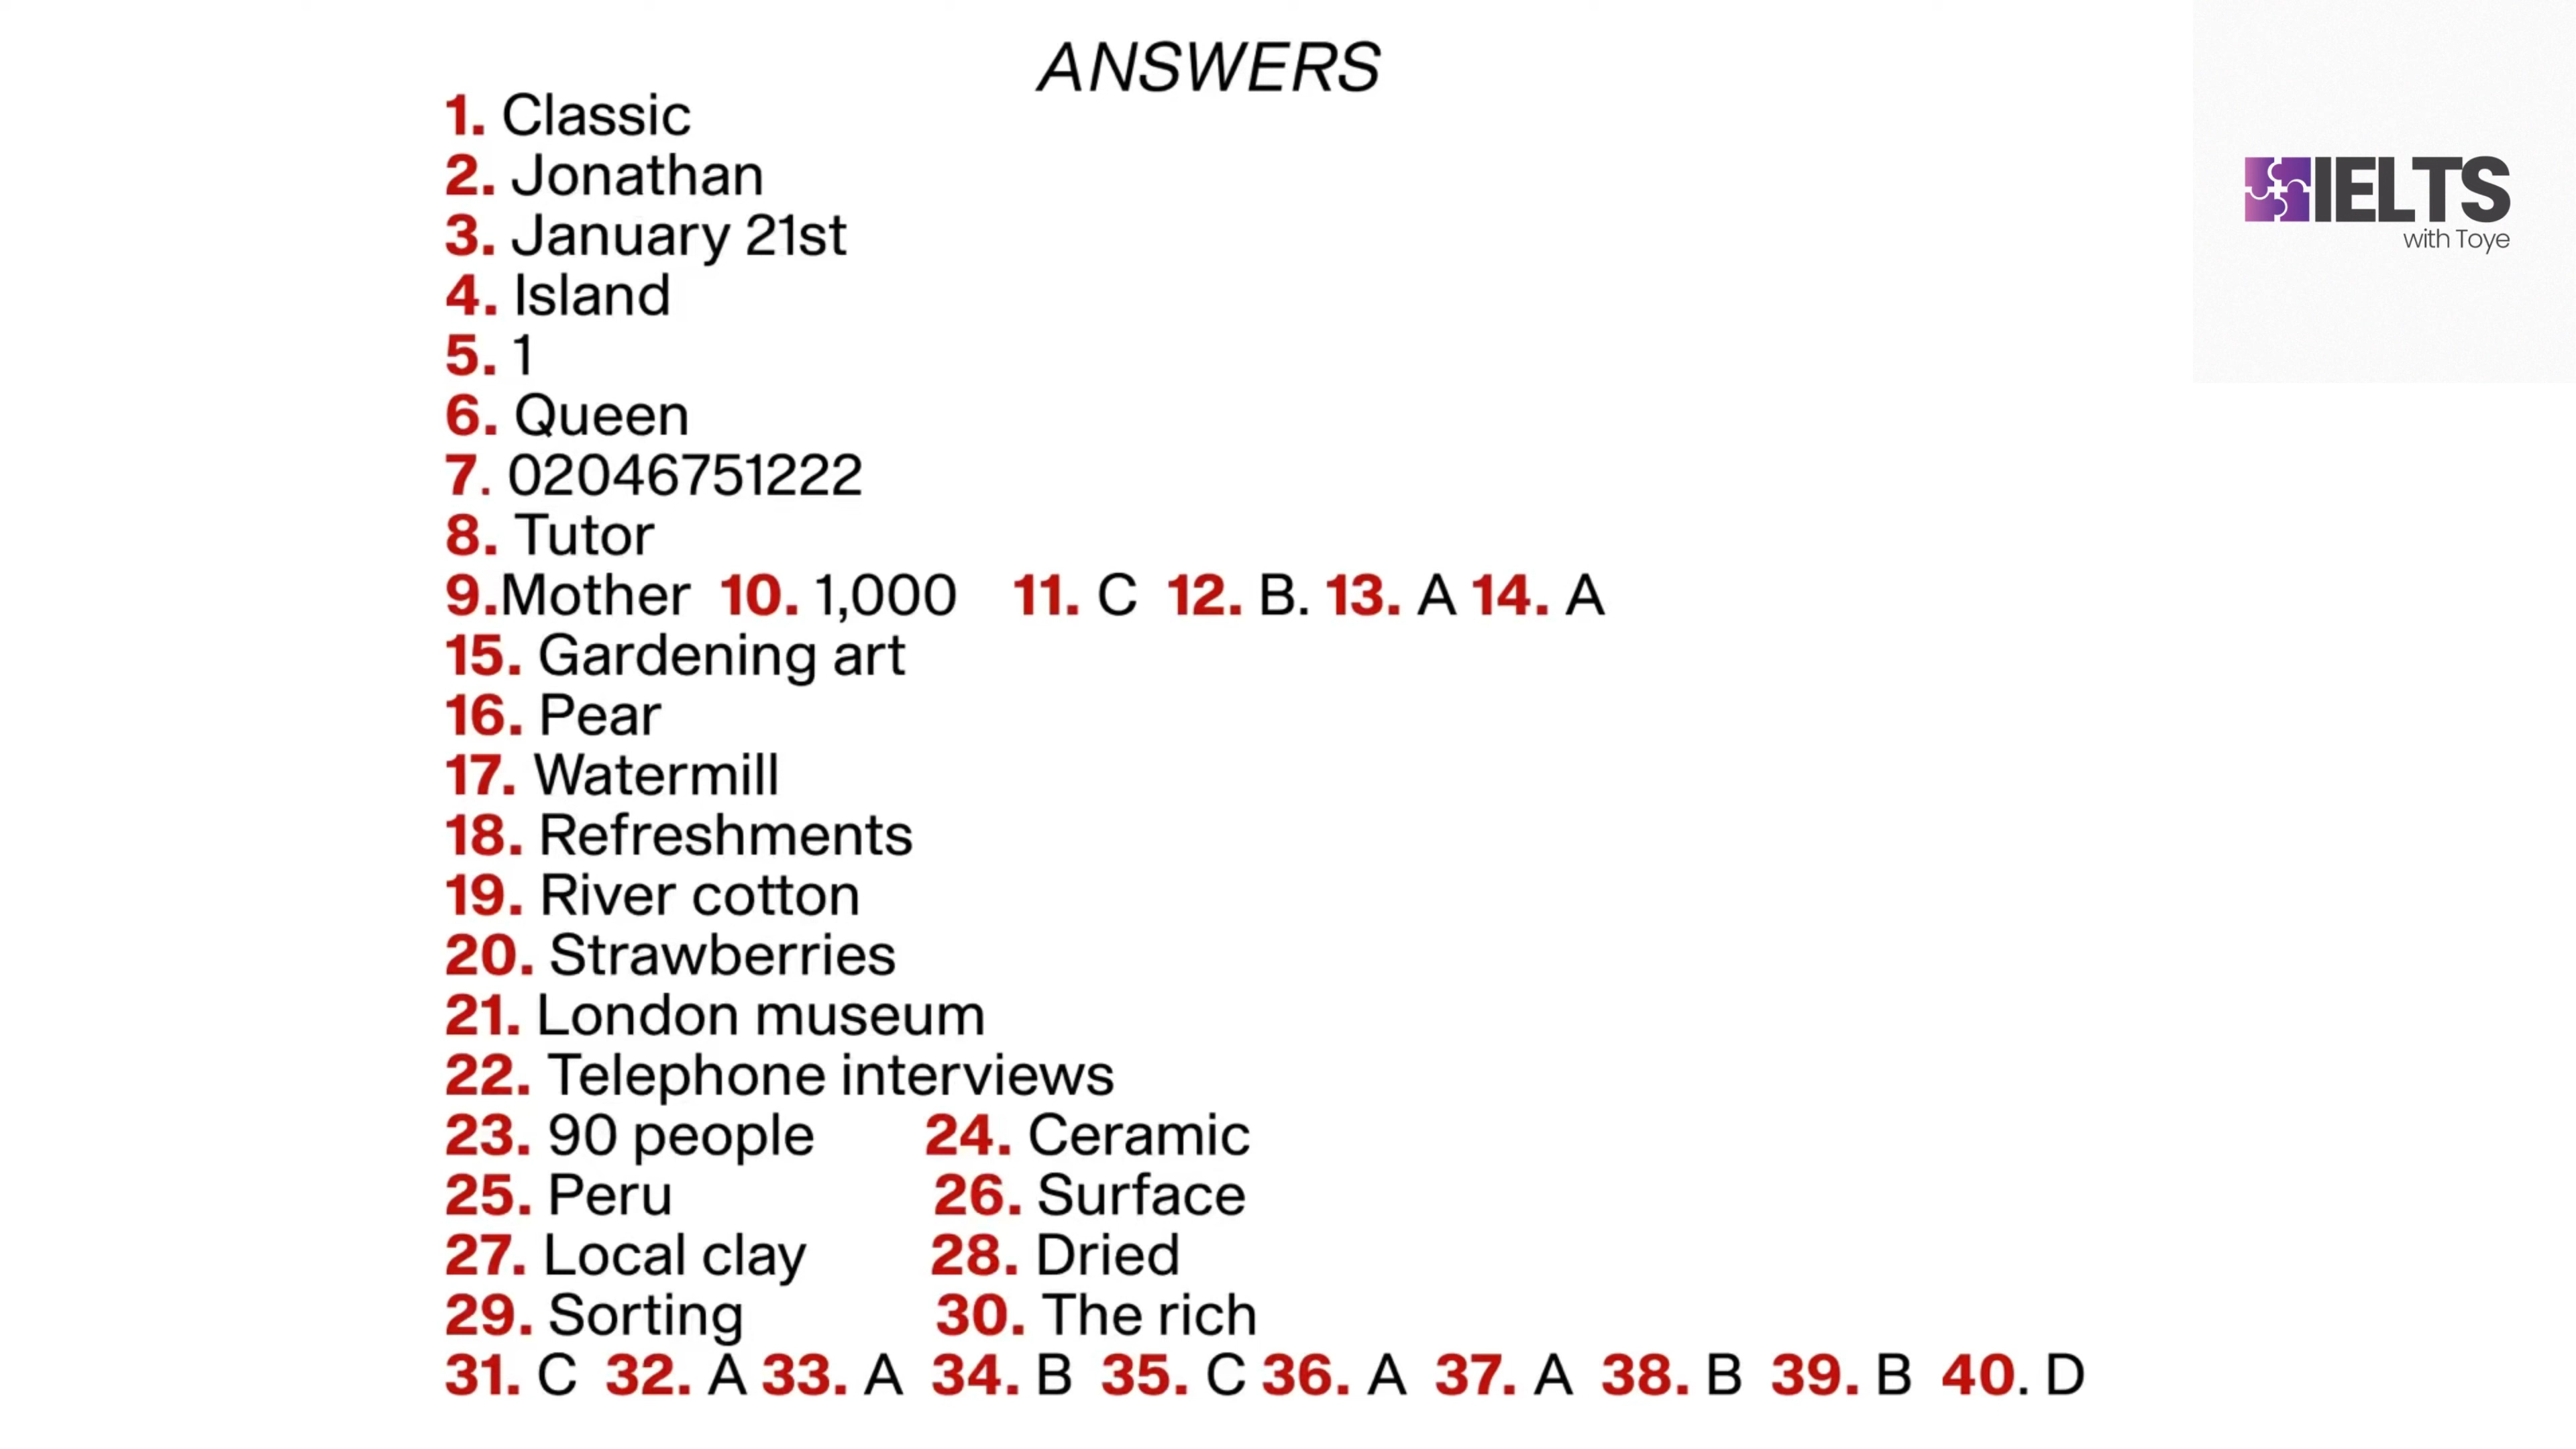 ANSWERS
1. Classic
2. Jonathan
3. January 21st
4. Island
5. 1
6. Queen
7. 02046751222
8. Tutor
9.Mother 10. 1,000 11. C 12. B. 13. A 14. A
15. Gardening art
16. Pear
17. Watermill
18. Refreshments
19. River cotton
20. Strawberries
21. London museum
22. Telephone interviews
23. 90 people 24. Ceramic
25. Peru 26. Surface
27. Local clay 28. Dried
29. Sorting 30. The rich
31. C 32. A 33. A 34. B 35. C 36. A 37. A 38. B 39. B 40. D
IELTS
with Toye